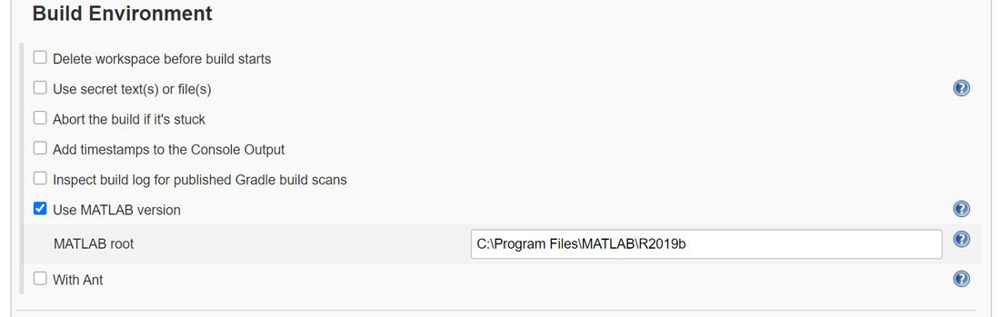 Build Environment
Delete workspace before build starts
Use secret text(s) or file(s)
Abort the build if it's stuck
Add timestamps to the Console Output
Inspect build log for published Gradle build scans
Use MATLAB version
MATLAB root C:\Program Files\MATLAB\R2019b
With Ant